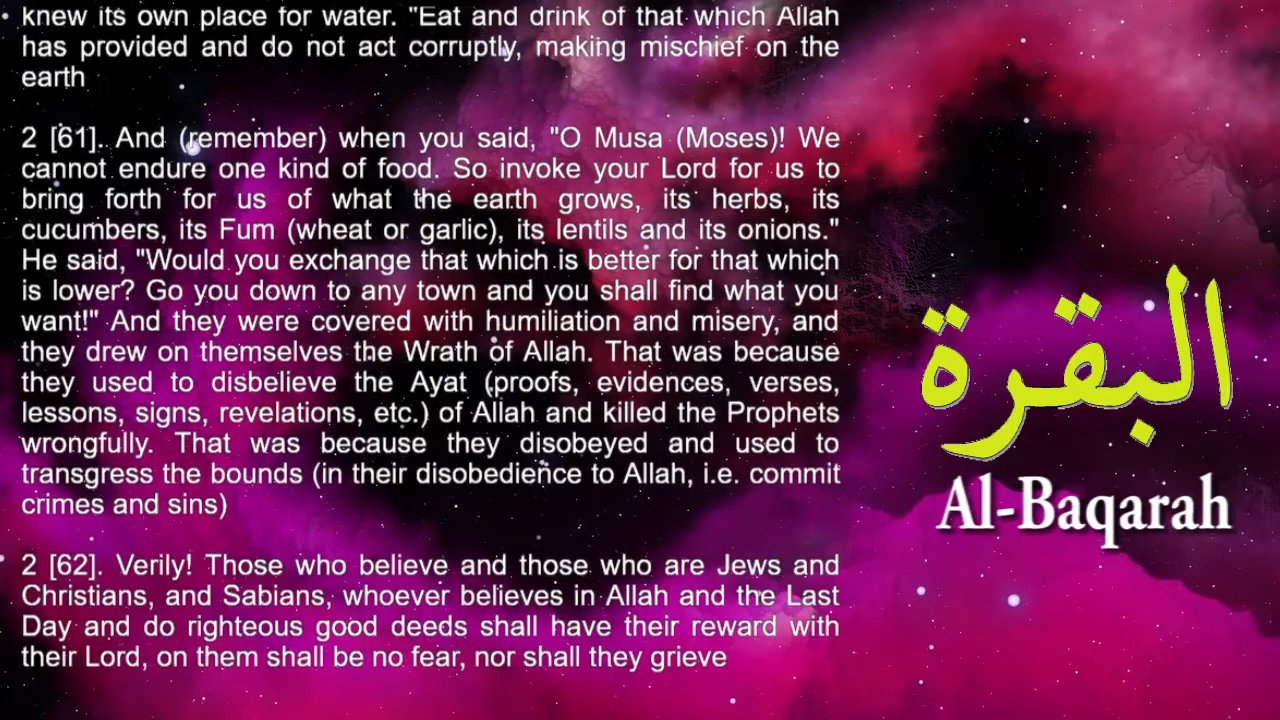 knew its own place for water. "Eat and drink of that which Allah
has provided and do not act corruptly, making mischief on the
earth
2 [61]. And (remember) when you said, "O Musa (Moses)! We
cannot endure one kind of food. So invoke your Lord for us to
bring forth for us of what the earth grows, its herbs, its
cucumbers, its Fum (wheat or garlic), its lentils and its onions."
He said, "Would you exchange that which is better for that which
is lower? Go you down to any town and you shall find what you
want!" And they were covered with humiliation and misery, and
they drew on themselves the Wrath of Allah. That was because
they used to disbelieve the Ayat (proofs, evidences, verses,
lessons, signs, revelations, etc.) of Allah and killed the Prophets
wrongfully. That was because they disobeyed and used to
transgress the bounds (in their disobedience to Allah, i.e. commit
crimes and sins)
2 [62]. Verily! Those who believe and those who are Jews and
Christians, and Sabians, whoever believes in Allah and the Last
Day and do righteous good deeds shall have their reward with
their Lord, on them shall be no fear, nor shall they grieve
البقرة
Al-Baqarah